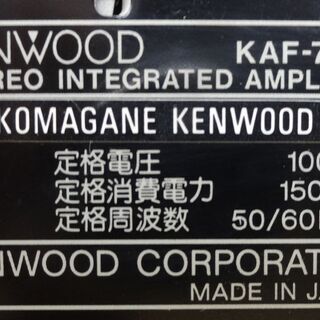 NWOOD KAF-7
REO INTEGRATED AMPL
KOMAGANE KENWOOD
定格電圧 100
定格消費電力 150
定格周波数 50/60
NWOOD CORPORAT
MADE IN JA